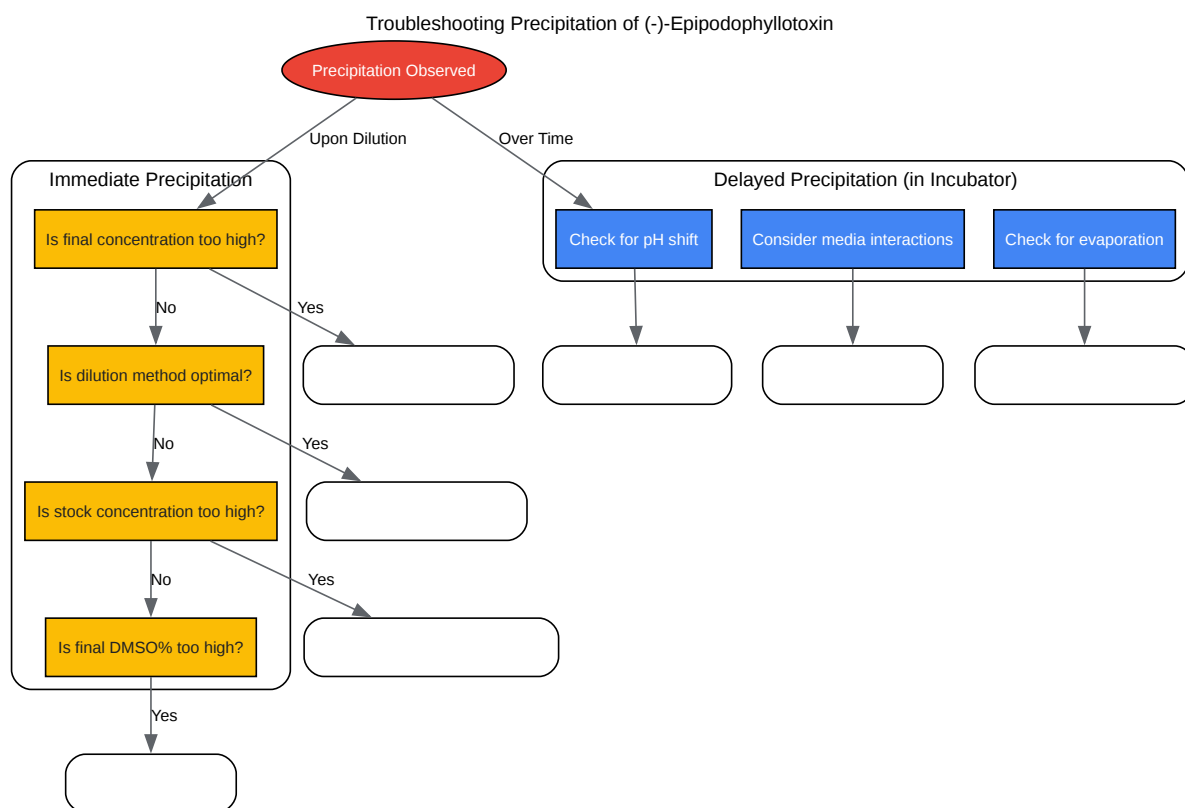 Troubleshooting Precipitation of (-)-Epipodophyllotoxin
Precipitation Observed
Upon Dilution
Over Time
Immediate Precipitation
Delayed Precipitation (in Incubator)
Is final concentration too high?
Check for pH shift
Consider media interactions
Check for evaporation
No
Yes
Is dilution method optimal?
No
Yes
Is stock concentration too high?
No
Yes
Is final DMSO% too high?
Yes